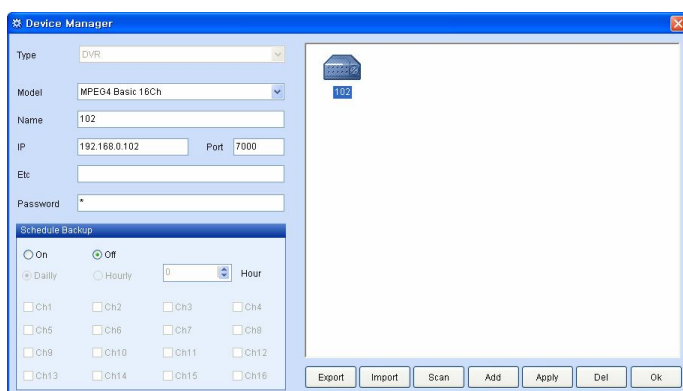 Device Manager
Type DVR
Model MPEG4 Basic 16Ch
Name 102
IP 192.168.0.102 Port 7000
Etc
Password *
Schedule Backup
On Off
Dailly Hourly 0 Hour
Ch1 Ch2 Ch3 Ch4
Ch5 Ch6 Ch7 Ch8
Ch9 Ch10 Ch11 Ch12
Ch13 Ch14 Ch15 Ch16
102
Export Import Scan Add Apply Del Ok